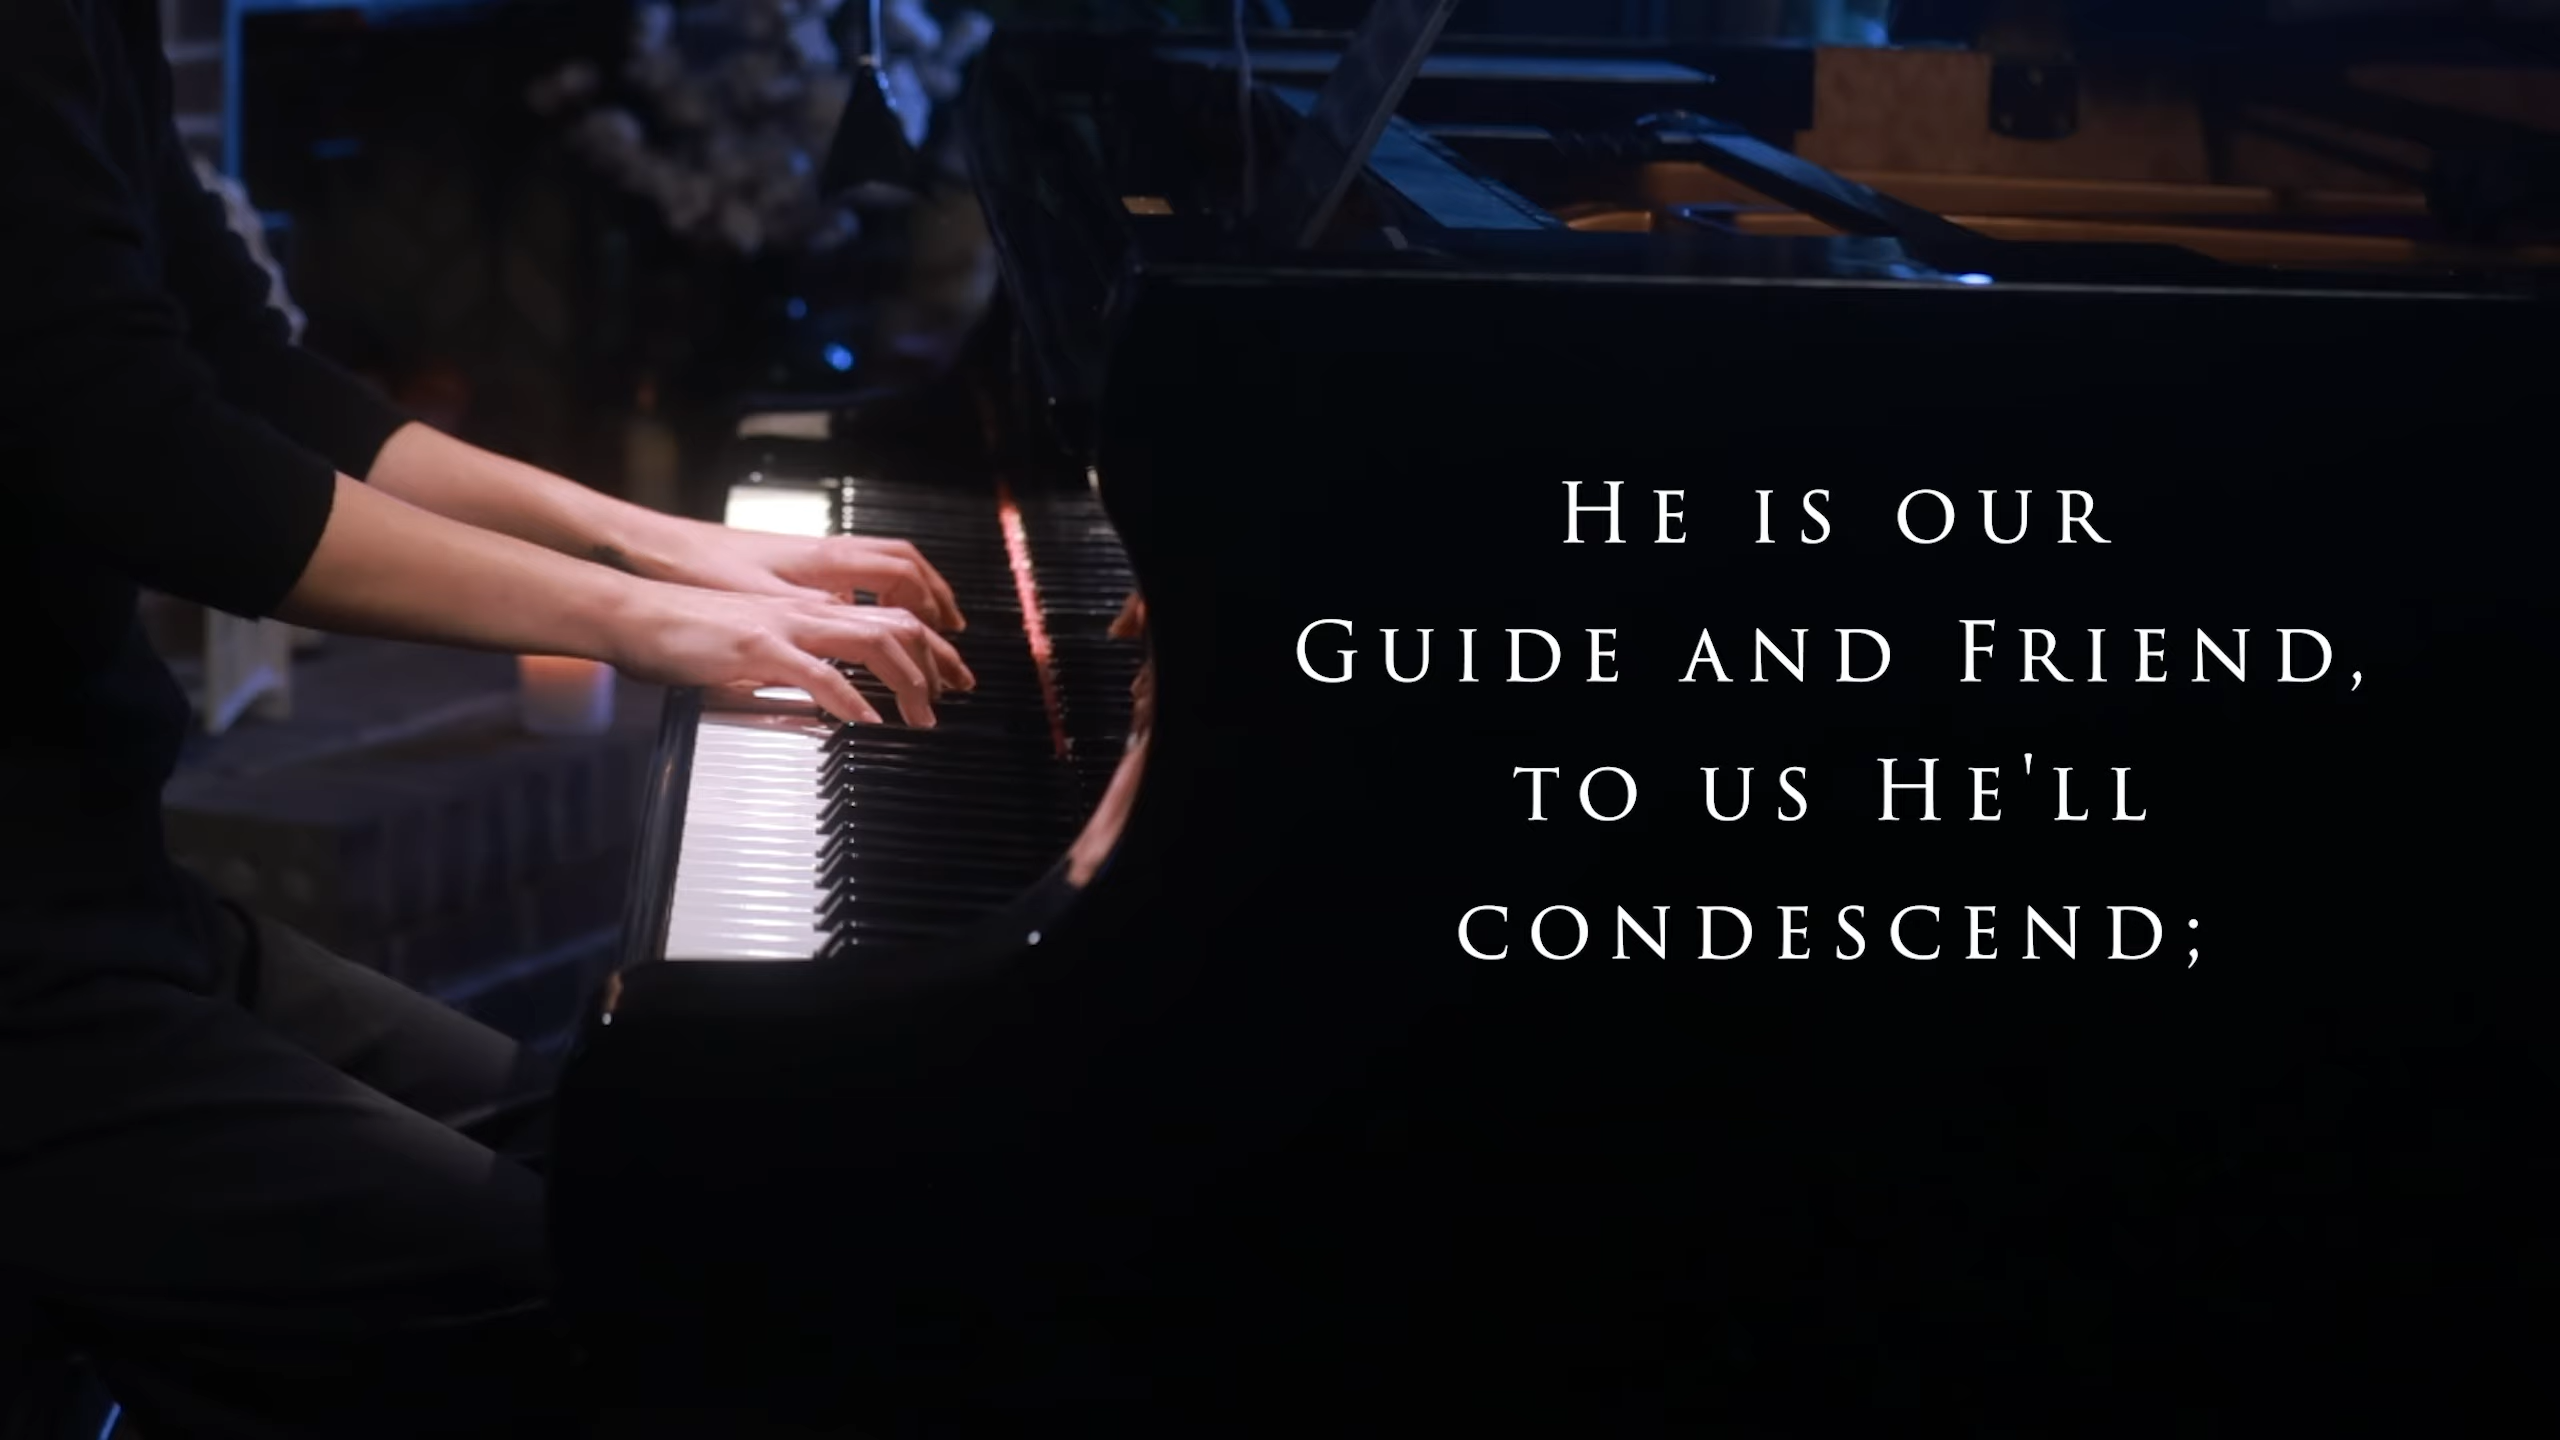 He is our
Guide and Friend,
to us He'll
condescend;